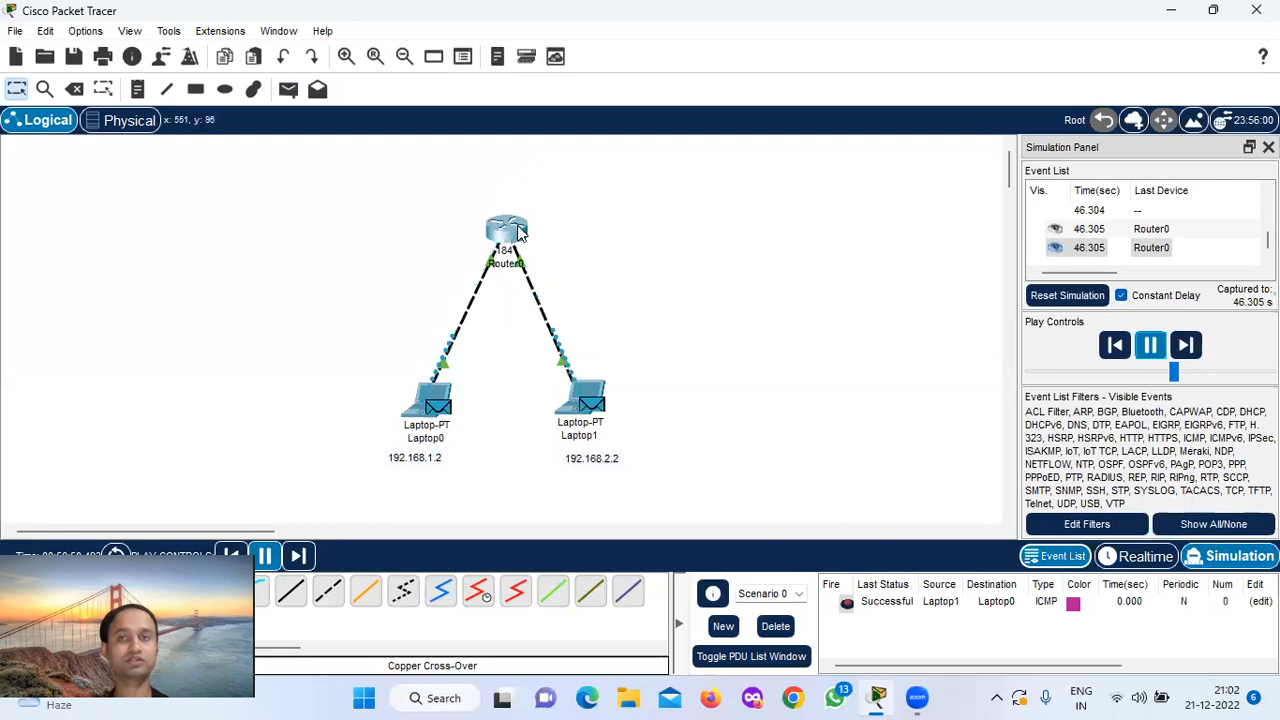 Cisco Packet Tracer
File Edit Options View Tools Extensions Window Help
Logical Physical x: 551, y: 96 Root 23:56:00
Simulation Panel
Event List
Vis. Time(sec) Last Device
46.304 --
46.305 Router0
46.305 Router0
Reset Simulation Constant Delay Captured to:
46.305 s
Play Controls
Event List Filters - Visible Events
ACL Filter, ARP, BGP, Bluetooth, CAPWAP, CDP, DHCP,
DHCPv6, DNS, DTP, EAPOL, EIGRP, EIGRPv6, FTP, H.
323, HSRP, HSRPv6, HTTP, HTTPS, ICMP, ICMPv6, IPSec,
ISAKMP, IoT, IoT TCP, LACP, LLDP, Meraki, NDP,
NETFLOW, NTP, OSPF, OSPFv6, PAgP, POP3, PPP,
PPPoED, PTP, RADIUS, REP, RIP, RIPng, RTP, SCCP,
SMTP, SNMP, SSH, STP, SYSLOG, TACACS, TCP, TFTP,
Telnet, UDP, USB, VTP
Edit Filters Show All/None
184
Router0
Laptop-PT
Laptop0
192.168.1.2
Laptop-PT
Laptop1
192.168.2.2
PLAY CONTROLS
Event List Realtime Simulation
Scenario 0
New Delete
Toggle PDU List Window
Fire Last Status Source Destination Type Color Time(sec) Periodic Num Edit
Successful Laptop1 Laptop0 ICMP 0.000 N 0 (edit)
Copper Cross-Over
Haze
Search
13
ENG
IN
21:02
21-12-2022
6